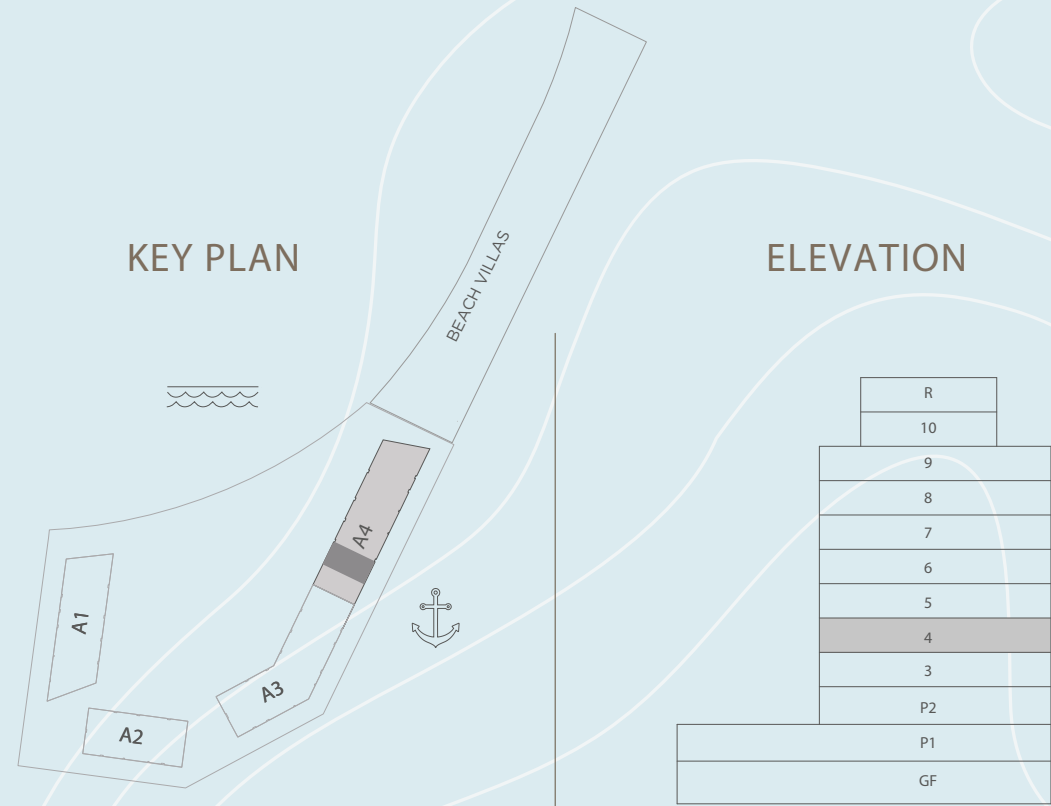 KEY PLAN
BEACH VILLAS
A4
A1
A3
A2
ELEVATION
R
10
9
8
7
6
5
4
3
P2
P1
GF